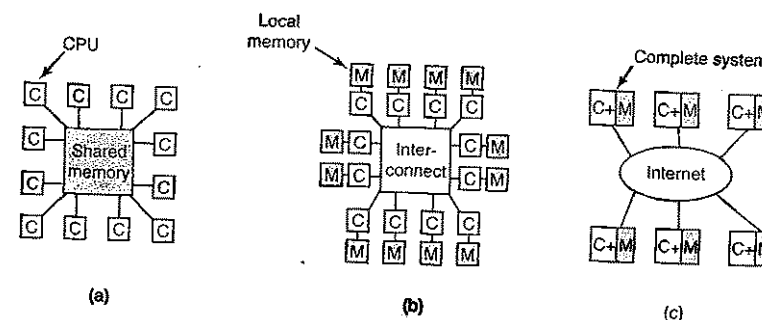 CPU
C C C C
C C
Shared
memory
C C
C C C C
(a)
Local
memory
M M M M
C C C C
M C C M
Inter-
connect
M C C M
C C C C
M M M M
(b)
Complete system
C+ M C+ M C+ M
Internet
C+ M C+ M C+ M
(c)